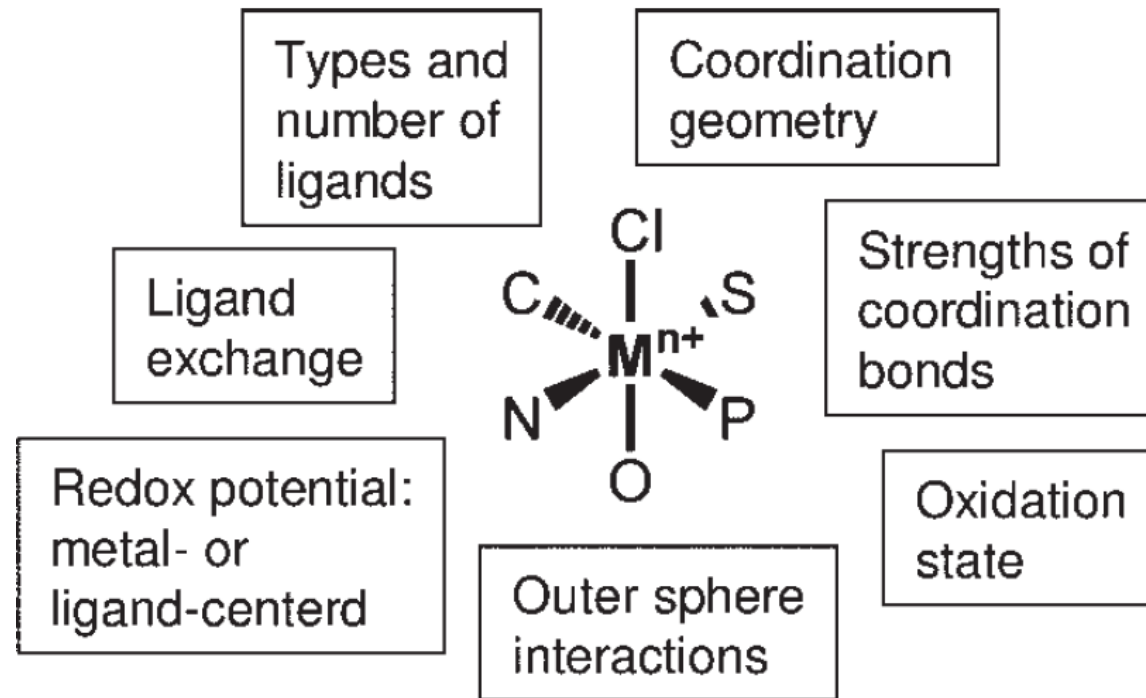 Types and
number of
ligands
Coordination
geometry
Ligand
exchange
Cl
C
S
M n+
N
P
O
Strengths of
coordination
bonds
Redox potential:
metal- or
ligand-centerd
Outer sphere
interactions
Oxidation
state